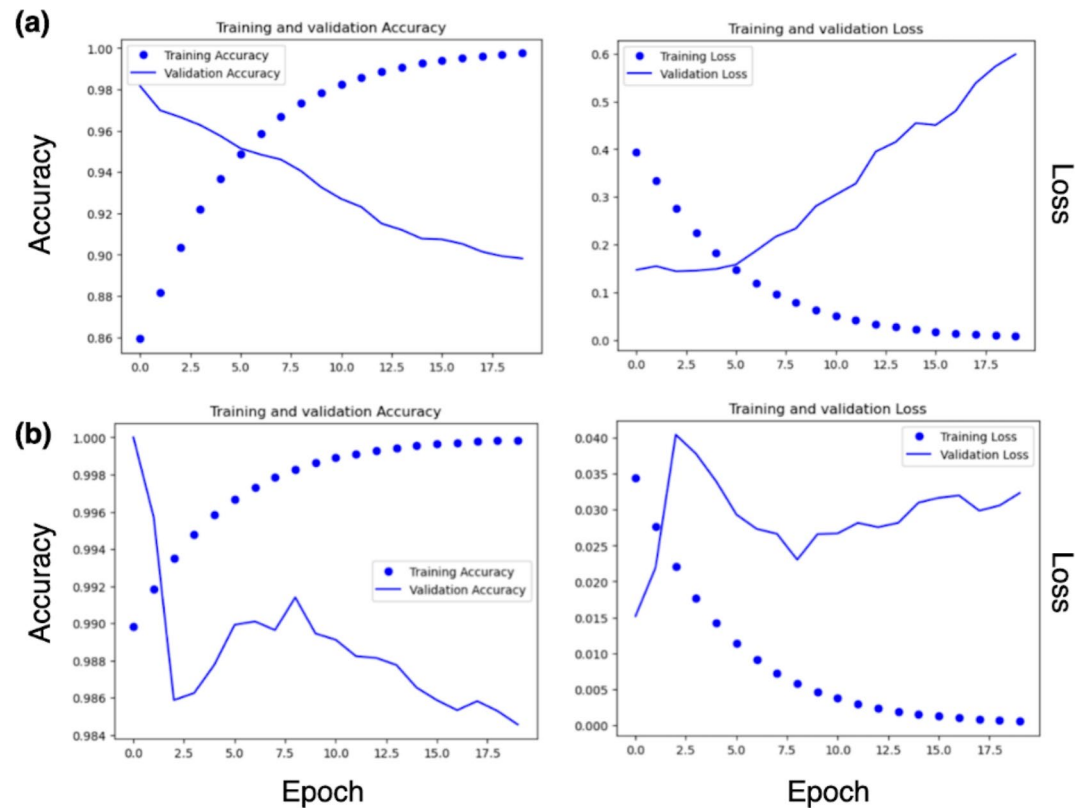 (a)
Training and validation Accuracy
Training Accuracy
Validation Accuracy
1.00
0.98
0.96
0.94
0.92
0.90
0.88
0.86
0.0 2.5 5.0 7.5 10.0 12.5 15.0 17.5
Accuracy
Training and validation Loss
Training Loss
Validation Loss
0.6
0.5
0.4
0.3
0.2
0.1
0.0
0.0 2.5 5.0 7.5 10.0 12.5 15.0 17.5
Loss
(b)
Training and validation Accuracy
1.000
0.998
0.996
0.994
0.992
0.990
0.988
0.986
0.984
Training Accuracy
Validation Accuracy
0.0 2.5 5.0 7.5 10.0 12.5 15.0 17.5
Accuracy
Epoch
Training and validation Loss
Training Loss
Validation Loss
0.040
0.035
0.030
0.025
0.020
0.015
0.010
0.005
0.000
0.0 2.5 5.0 7.5 10.0 12.5 15.0 17.5
Loss
Epoch